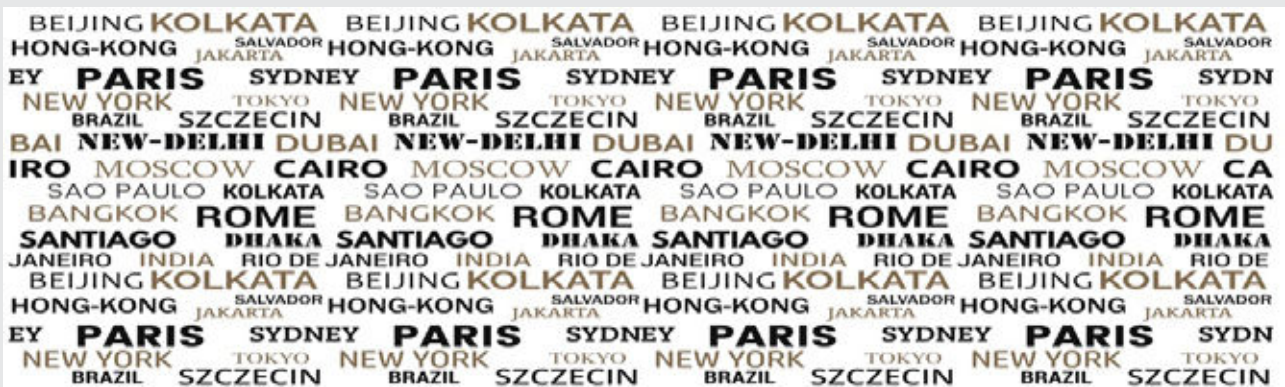 BEIJING KOLKATA BEIJING KOLKATA BEIJING KOLKATA BEIJING KOLKATA
HONG-KONG JAKARTA SALVADOR HONG-KONG JAKARTA SALVADOR HONG-KONG JAKARTA SALVADOR HONG-KONG JAKARTA SALVADOR
EY PARIS SYDNEY PARIS SYDNEY PARIS SYDNEY PARIS SYDN
NEW YORK TOKYO NEW YORK TOKYO NEW YORK TOKYO NEW YORK TOKYO
BRAZIL SZCZECIN BRAZIL SZCZECIN BRAZIL SZCZECIN BRAZIL SZCZECIN
BAI NEW-DELHI DUBAI NEW-DELHI DUBAI NEW-DELHI DUBAI NEW-DELHI DU
IRO MOSCOW CAIRO MOSCOW CAIRO MOSCOW CAIRO MOSCOW CA
SAO PAULO KOLKATA SAO PAULO KOLKATA SAO PAULO KOLKATA SAO PAULO KOLKATA
BANGKOK ROME BANGKOK ROME BANGKOK ROME BANGKOK ROME
SANTIAGO DHAKA SANTIAGO DHAKA SANTIAGO DHAKA SANTIAGO DHAKA
JANEIRO INDIA RIO DE JANEIRO INDIA RIO DE JANEIRO INDIA RIO DE JANEIRO INDIA RIO DE
BEIJING KOLKATA BEIJING KOLKATA BEIJING KOLKATA BEIJING KOLKATA
HONG-KONG JAKARTA SALVADOR HONG-KONG JAKARTA SALVADOR HONG-KONG JAKARTA SALVADOR HONG-KONG JAKARTA SALVADOR
EY PARIS SYDNEY PARIS SYDNEY PARIS SYDNEY PARIS SYDN
NEW YORK TOKYO NEW YORK TOKYO NEW YORK TOKYO NEW YORK TOKYO
BRAZIL SZCZECIN BRAZIL SZCZECIN BRAZIL SZCZECIN BRAZIL SZCZECIN